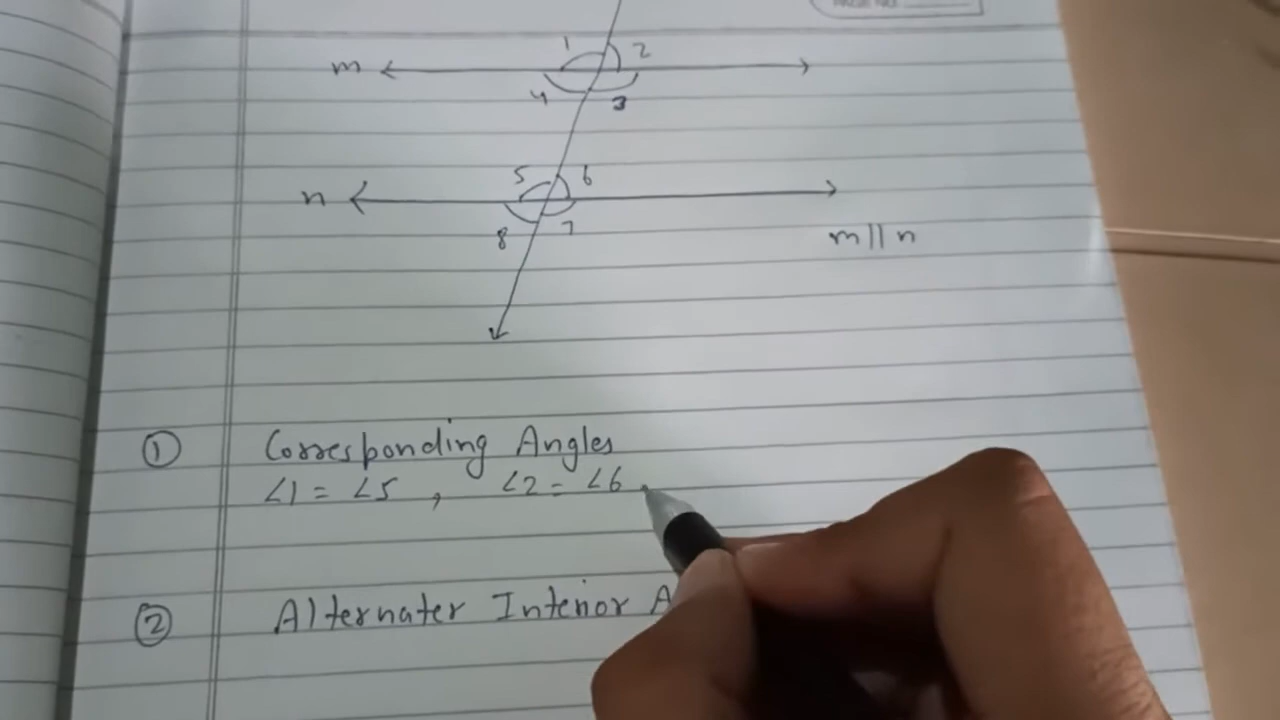 1 2
m
4 3
5 6
n
8 7
m || n
① Corresponding Angles
∠1 = ∠5 , ∠2 = ∠6
② Alternater Interior A